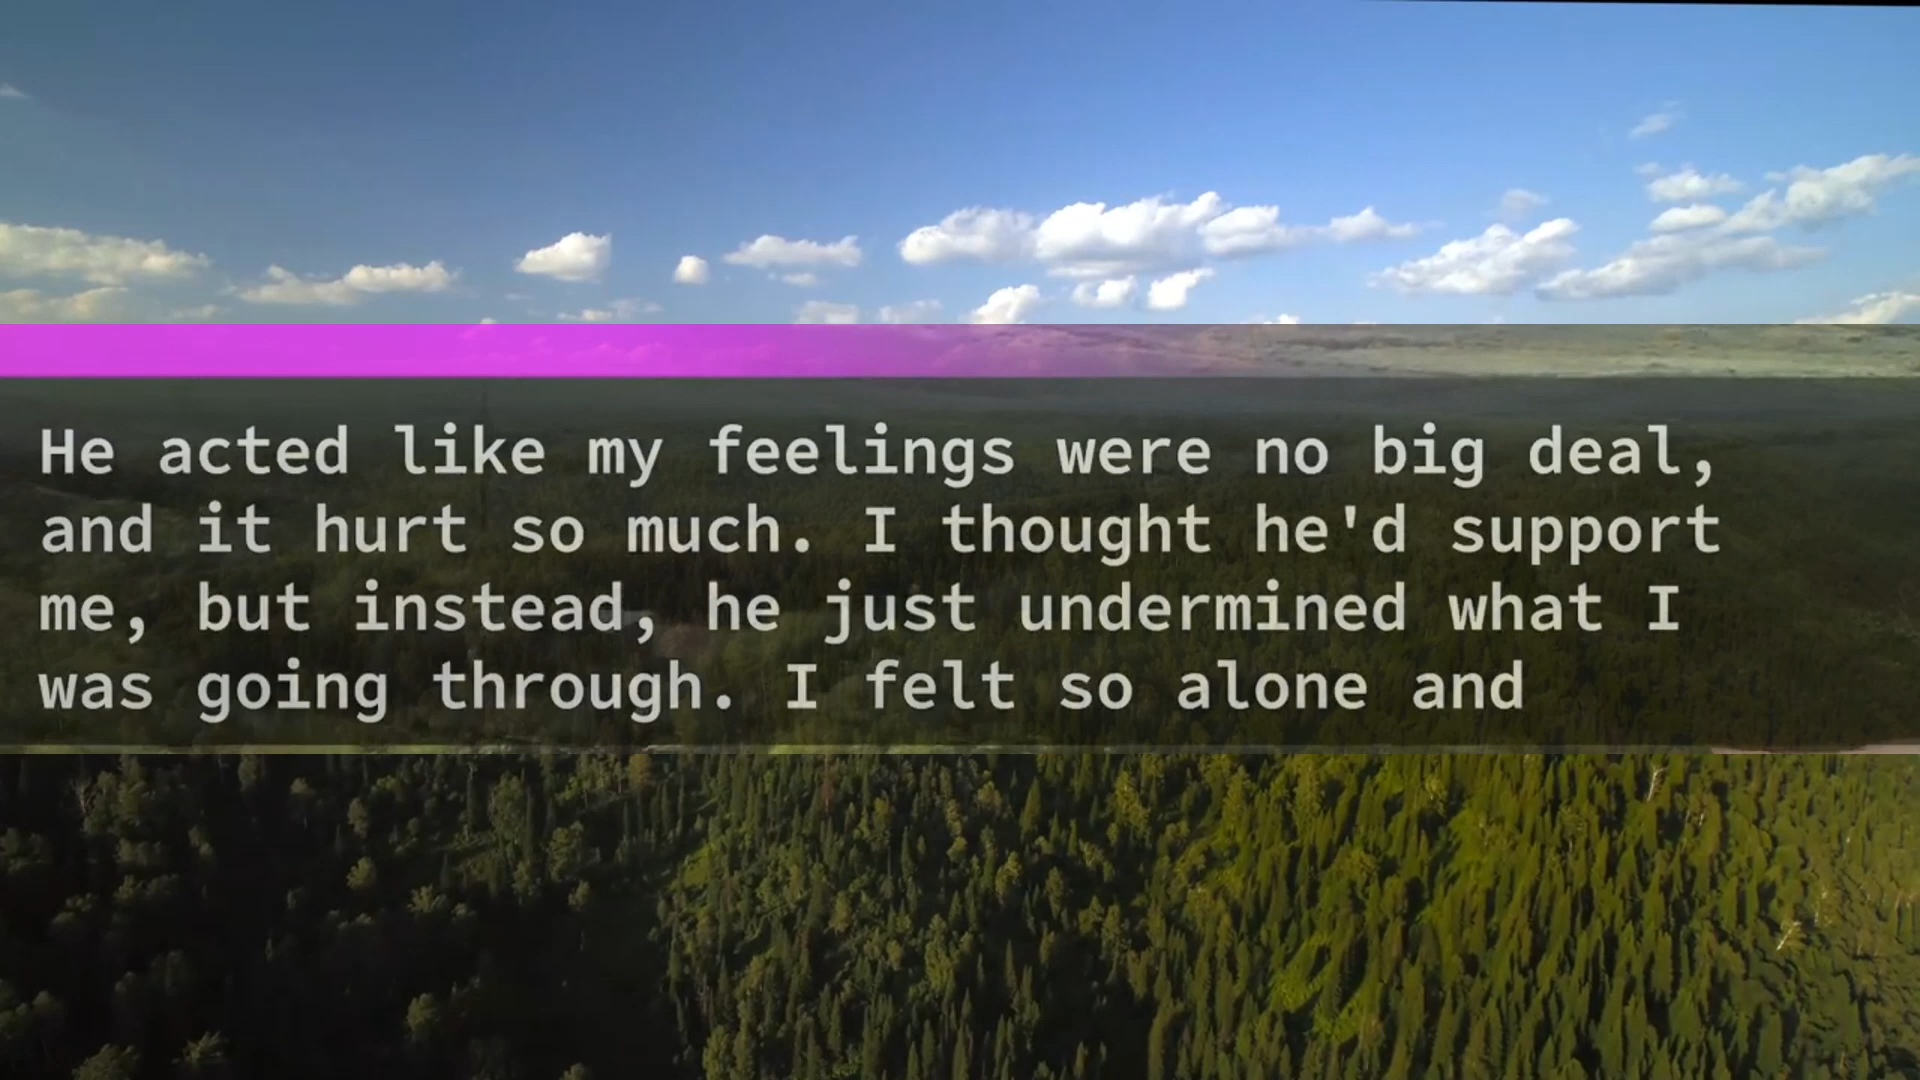 He acted like my feelings were no big deal,
and it hurt so much. I thought he'd support
me, but instead, he just undermined what I
was going through. I felt so alone and